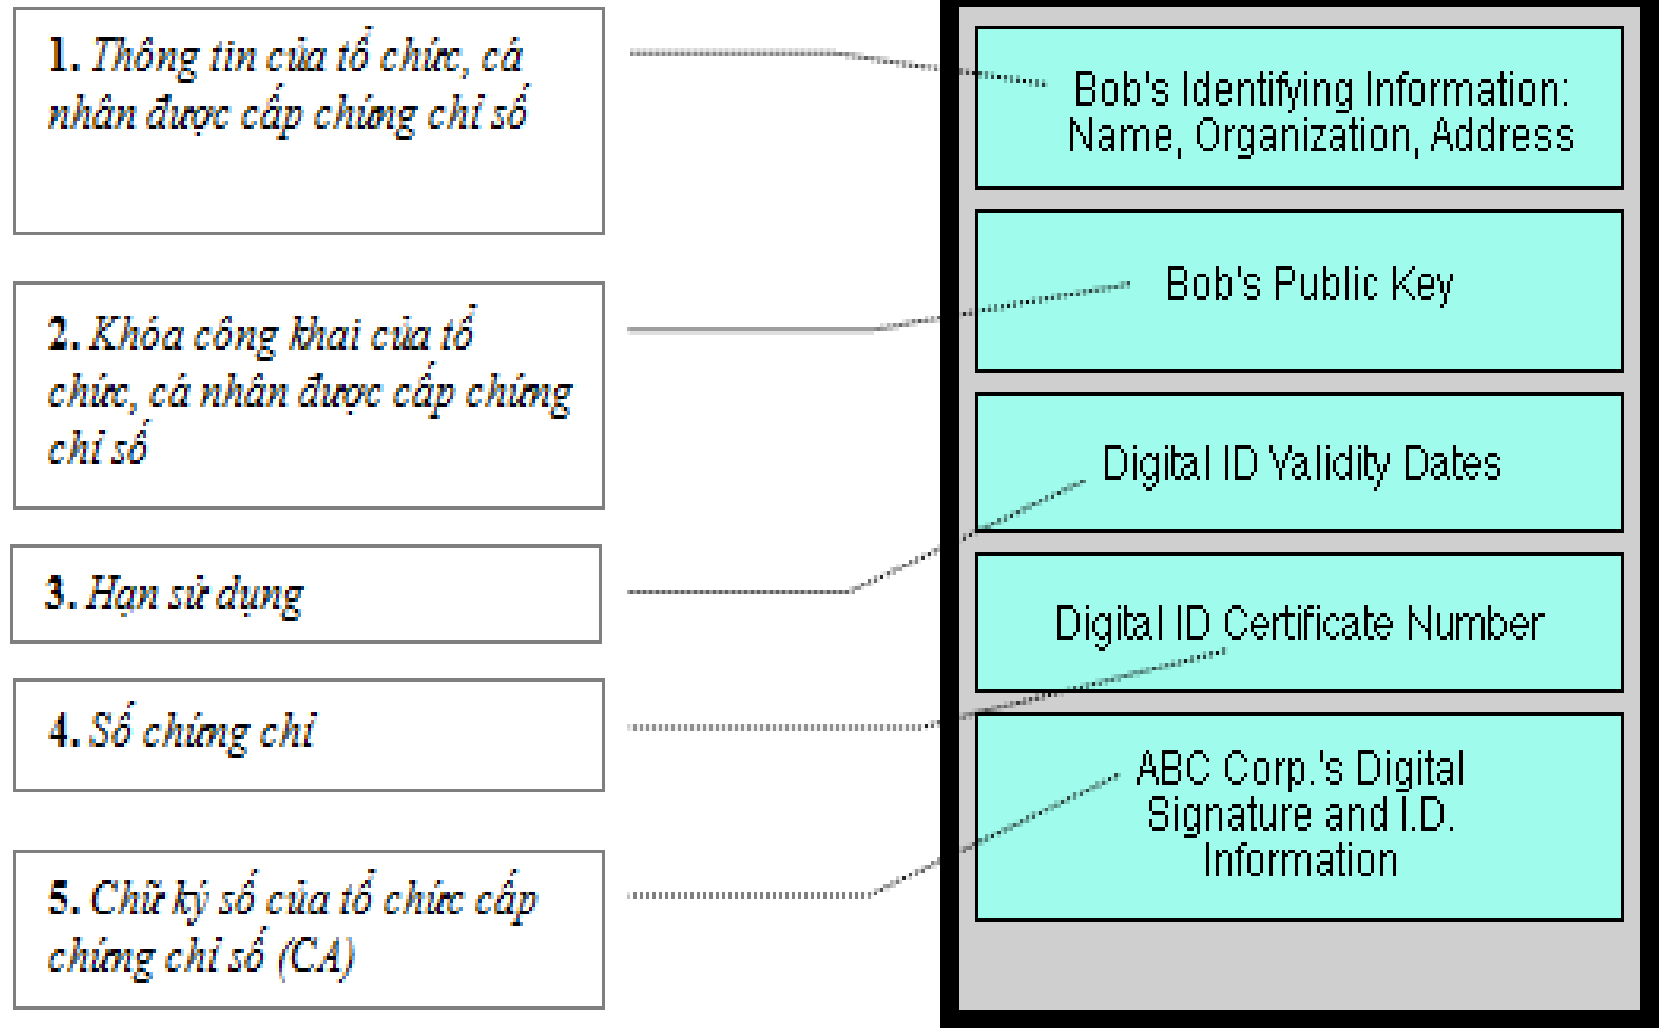 1. Thông tin của tổ chức, cá
nhân được cấp chứng chỉ số
2. Khóa công khai của tổ
chức, cá nhân được cấp chứng
chỉ số
3. Hạn sử dụng
4. Số chứng chỉ
5. Chữ ký số của tổ chức cấp
chứng chỉ số (CA)
Bob's Identifying Information:
Name, Organization, Address
Bob's Public Key
Digital ID Validity Dates
Digital ID Certificate Number
ABC Corp.'s Digital
Signature and I.D.
Information